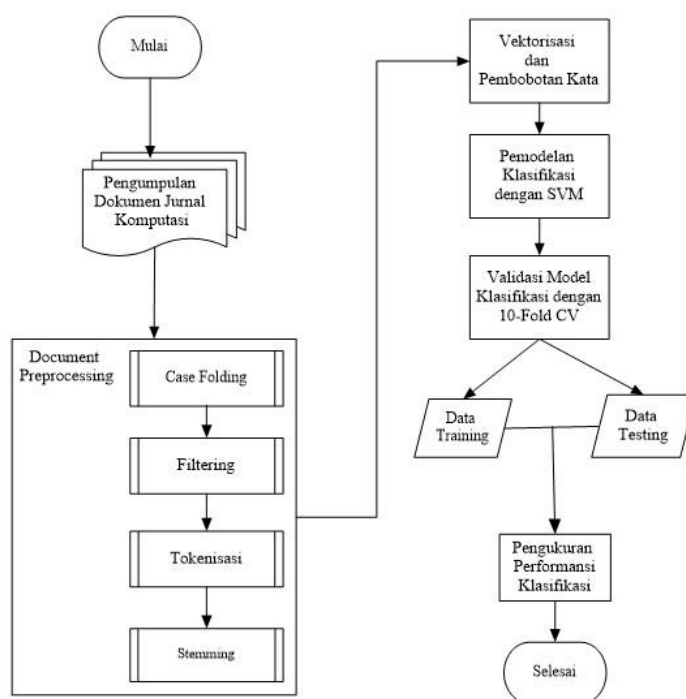 Mulai
Pengumpulan
Dokumen Jurnal
Komputasi
Document
Preprocessing
Case Folding
Filtering
Tokenisasi
Stemming
Vektorisasi
dan
Pembobotan Kata
Pemodelan
Klasifikasi
dengan SVM
Validasi Model
Klasifikasi dengan
10-Fold CV
Data
Training
Data
Testing
Pengukuran
Performansi
Klasifikasi
Selesai